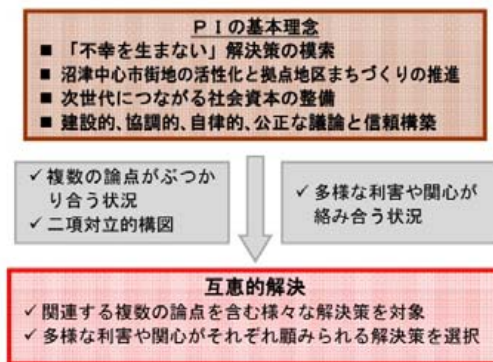 ＰＩの基本理念
■ 「不幸を生まない」解決策の模索
■ 沼津中心市街地の活性化と拠点地区まちづくりの推進
■ 次世代につながる社会資本の整備
■ 建設的、協調的、自律的、公正な議論と信頼構築
✓ 複数の論点がぶつか
り合う状況
✓ 二項対立的構図
✓ 多様な利害や関心が
絡み合う状況
互恵的解決
✓ 関連する複数の論点を含む様々な解決策を対象
✓ 多様な利害や関心がそれぞれ顧みられる解決策を選択